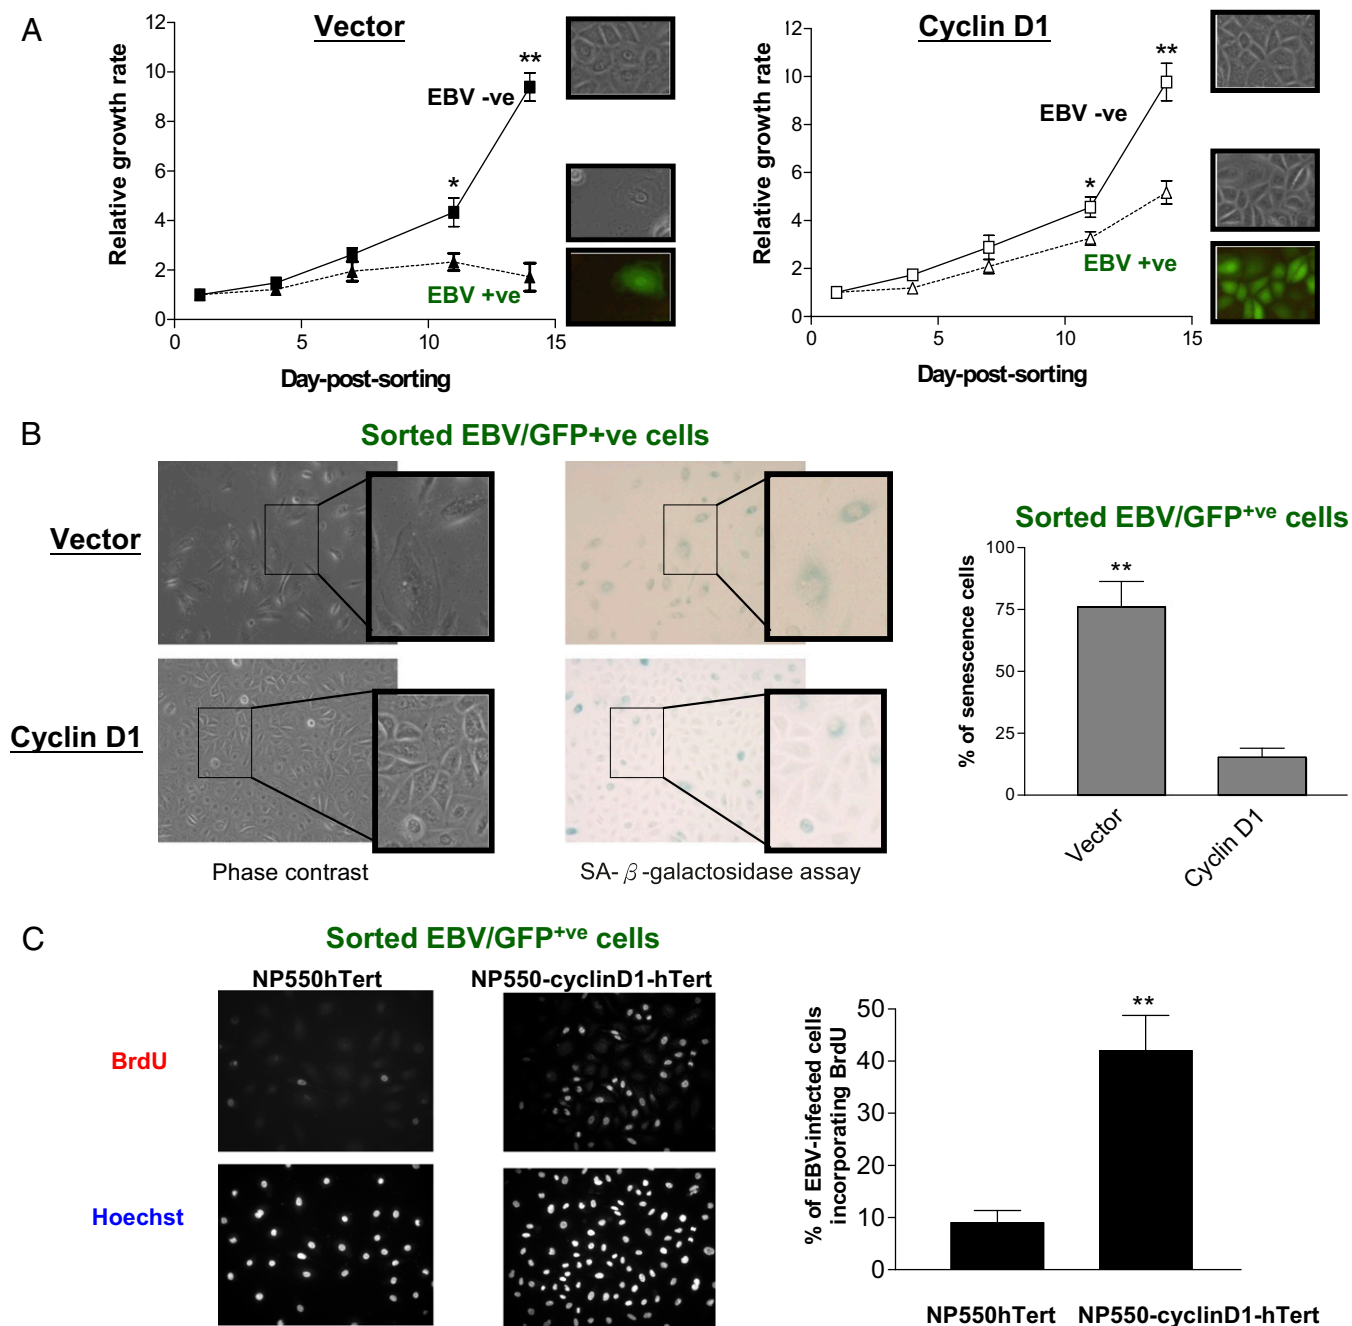 A
Vector
Relative growth rate
12
10
8
6
4
2
0
0
5
10
15
EBV -ve
EBV +ve
*
**
Day-post-sorting
Cyclin D1
Relative growth rate
12
10
8
6
4
2
0
0
5
10
15
EBV -ve
EBV +ve
*
**
Day-post-sorting
B
Sorted EBV/GFP+ve cells
Vector
Cyclin D1
Phase contrast
SA-β-galactosidase assay
Sorted EBV/GFP+ve cells
% of senescence cells
100
75
50
25
0
**
Vector
Cyclin D1
C
Sorted EBV/GFP+ve cells
NP550hTert
NP550-cyclinD1-hTert
BrdU
Hoechst
% of EBV-infected cells
incorporating BrdU
50
40
30
20
10
0
**
NP550hTert
NP550-cyclinD1-hTert